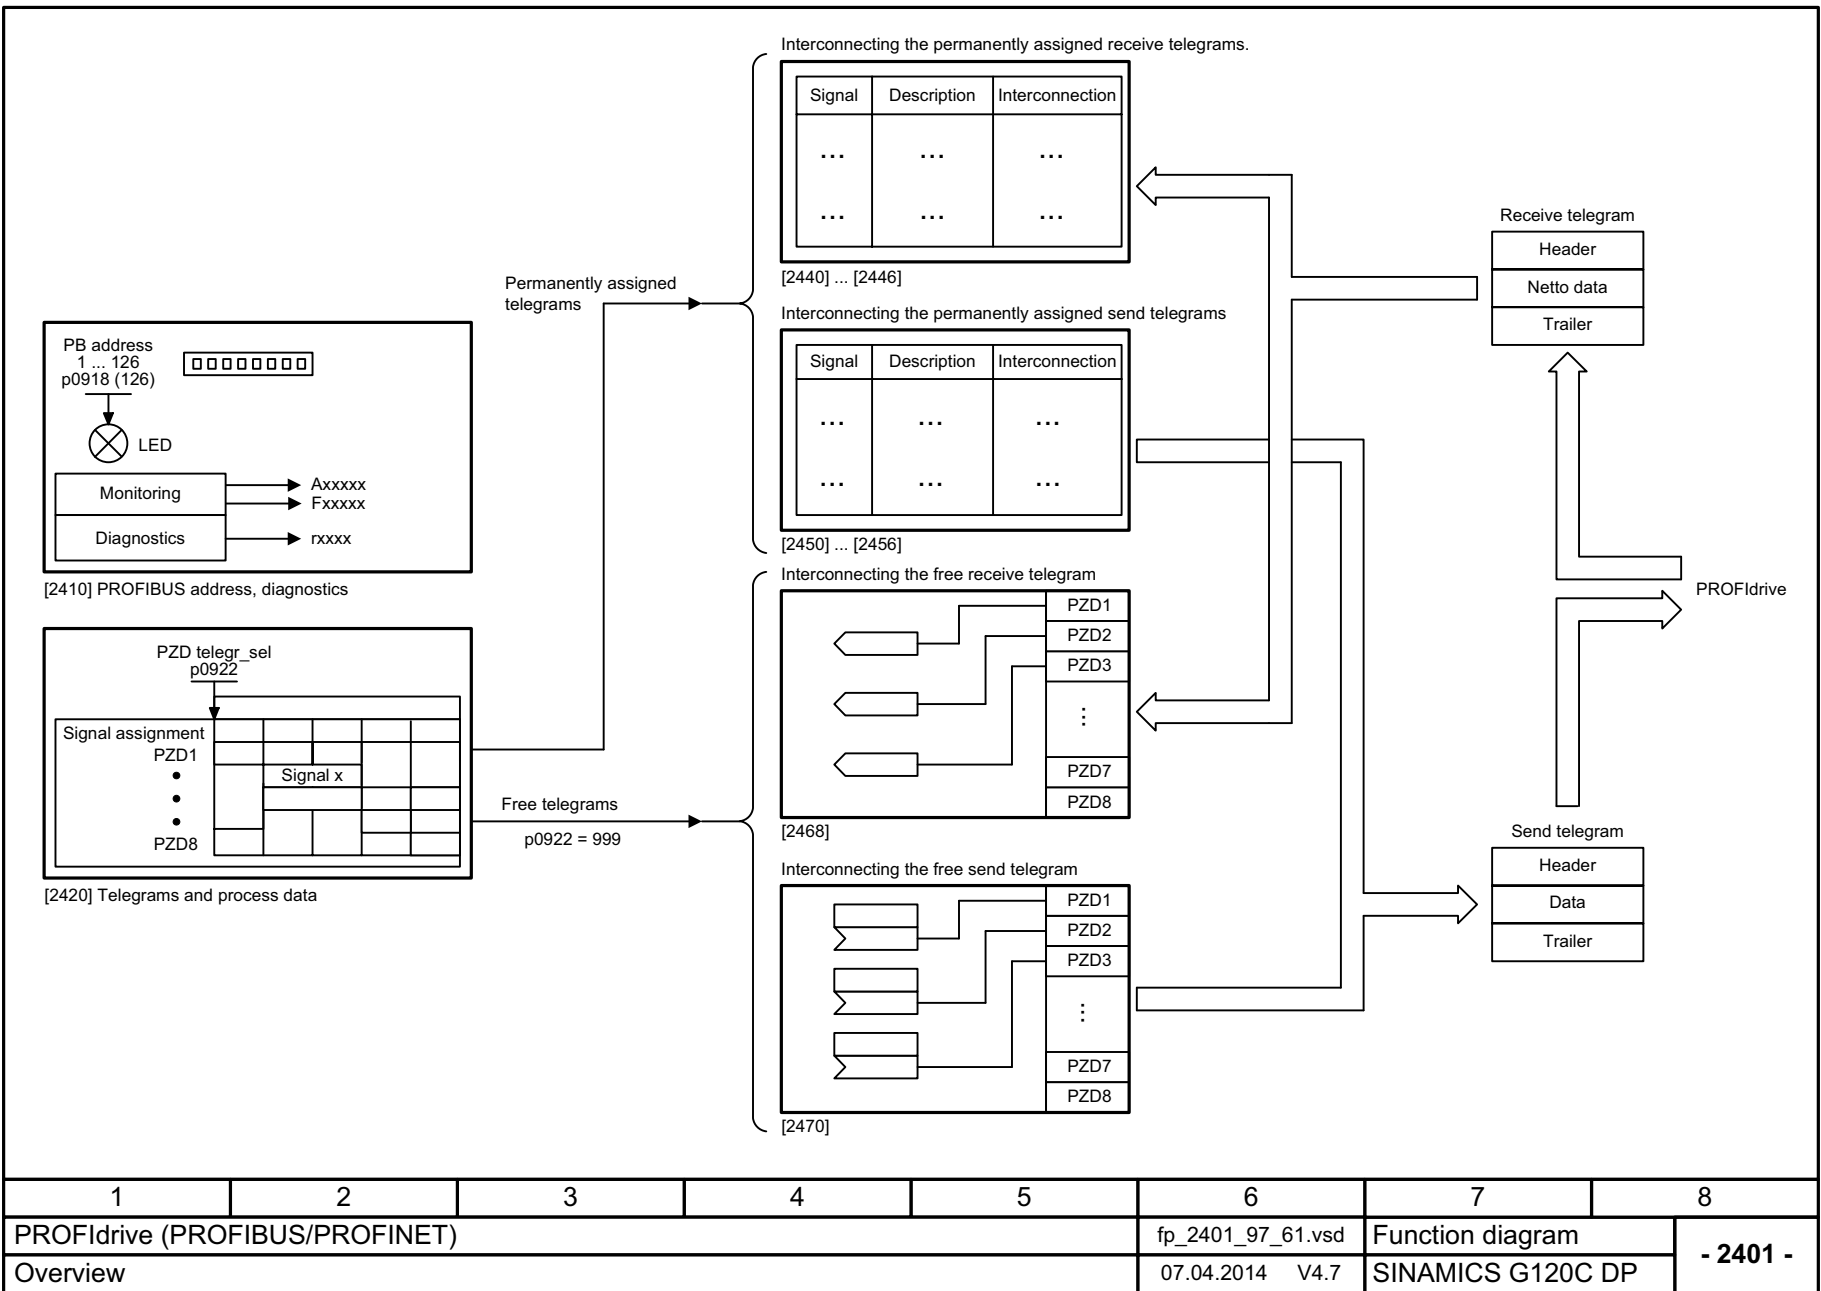 Interconnecting the permanently assigned receive telegrams.
Signal Description Interconnection
... ... ...
... ... ...
[2440] ... [2446]
Permanently assigned
telegrams
Interconnecting the permanently assigned send telegrams
Signal Description Interconnection
... ... ...
... ... ...
[2450] ... [2456]
PB address
1 ... 126
p0918 (126)
LED
Monitoring
Axxxxx
Fxxxxx
Diagnostics
rxxxx
[2410] PROFIBUS address, diagnostics
PZD telegr_sel
p0922
Signal assignment
PZD1
Signal x
PZD8
[2420] Telegrams and process data
Free telegrams
p0922 = 999
Interconnecting the free receive telegram
PZD1
PZD2
PZD3
...
PZD7
PZD8
[2468]
Interconnecting the free send telegram
PZD1
PZD2
PZD3
...
PZD7
PZD8
[2470]
Receive telegram
Header
Netto data
Trailer
PROFIdrive
Send telegram
Header
Data
Trailer
1 2 3 4 5 6 7 8
PROFIdrive (PROFIBUS/PROFINET)
fp_2401_97_61.vsd
Function diagram
- 2401 -
Overview
07.04.2014 V4.7
SINAMICS G120C DP